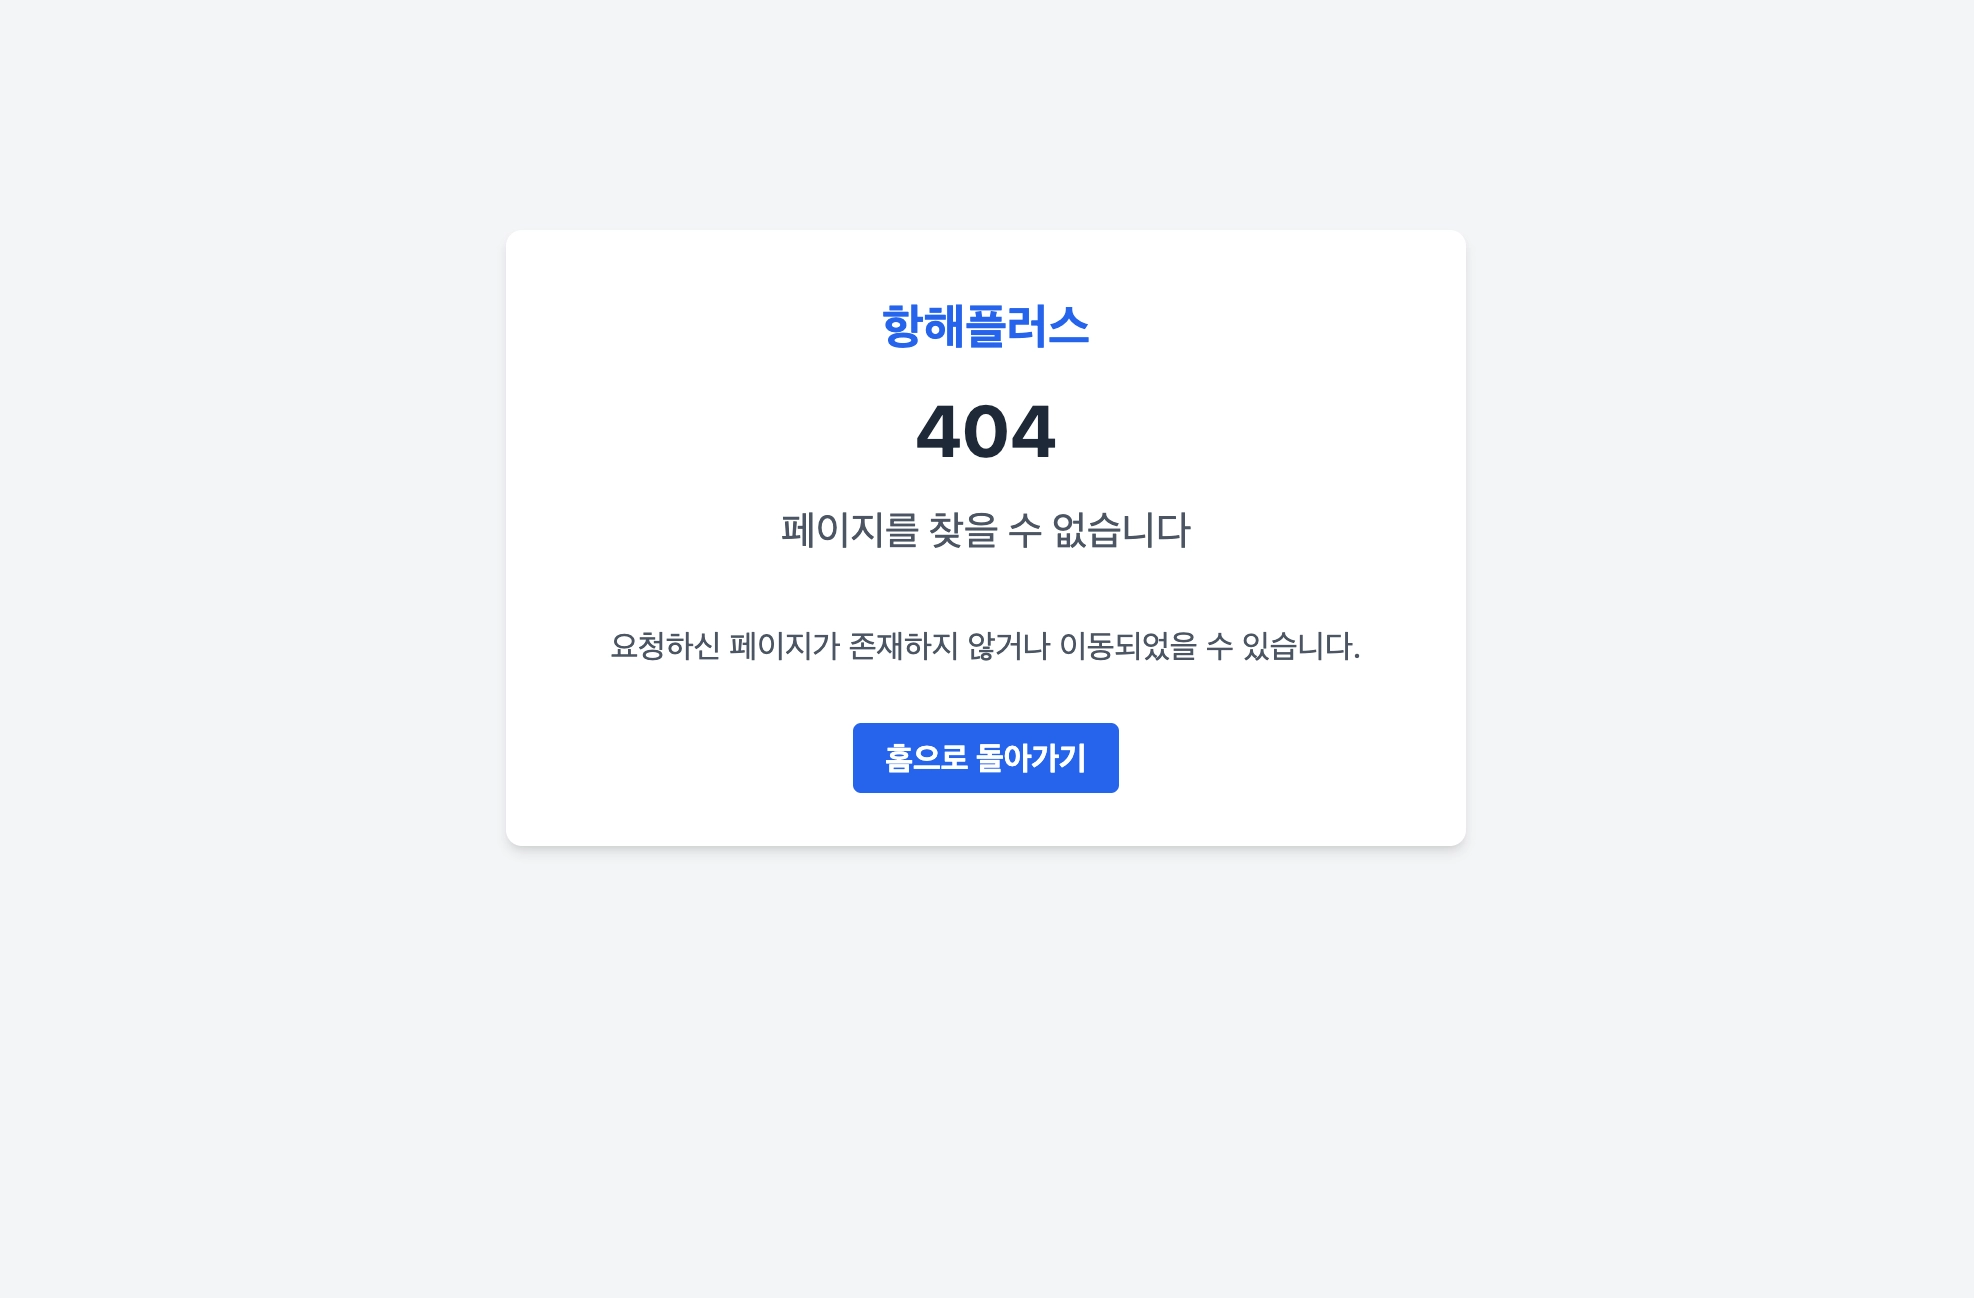 항해플러스
404
페이지를 찾을 수 없습니다
요청하신 페이지가 존재하지 않거나 이동되었을 수 있습니다.
홈으로 돌아가기